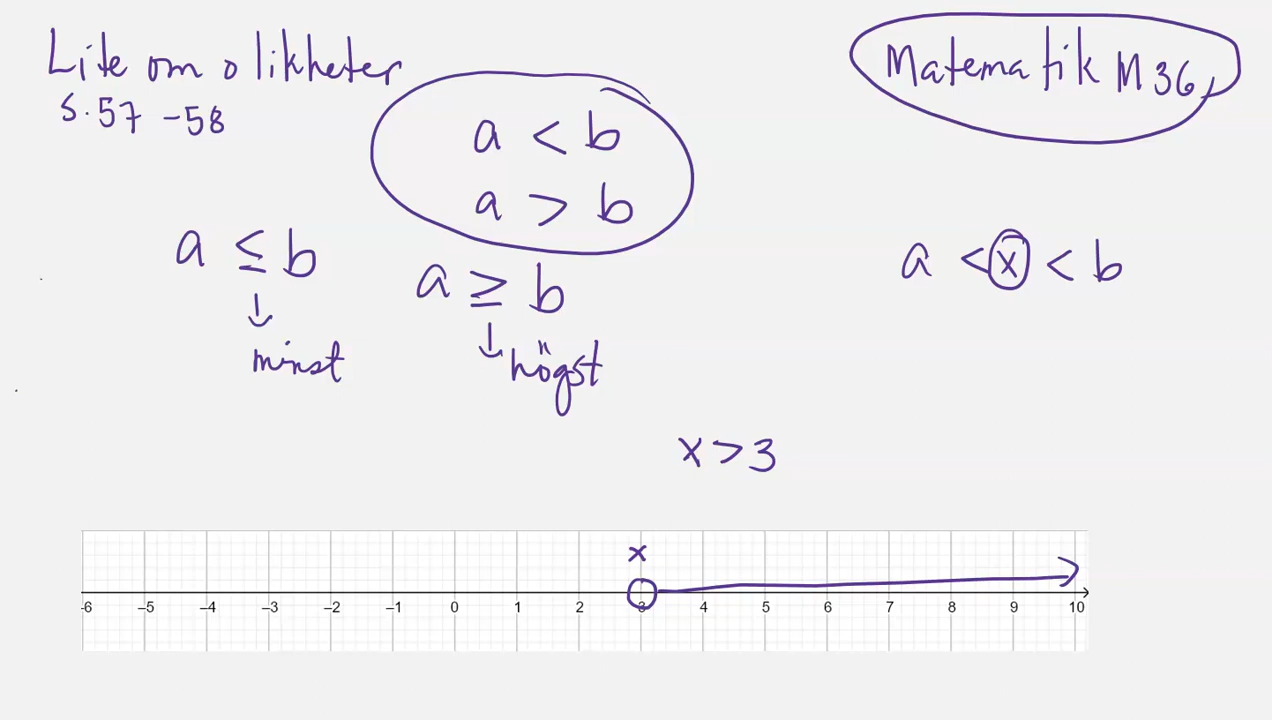 Lite om olikheter
s. 57 - 58
Matematik M36
a < b
a > b
a ≤ b
↓
minst
a ≥ b
↓
högst
a < x < b
x > 3
x
-6 -5 -4 -3 -2 -1 0 1 2 3 4 5 6 7 8 9 10